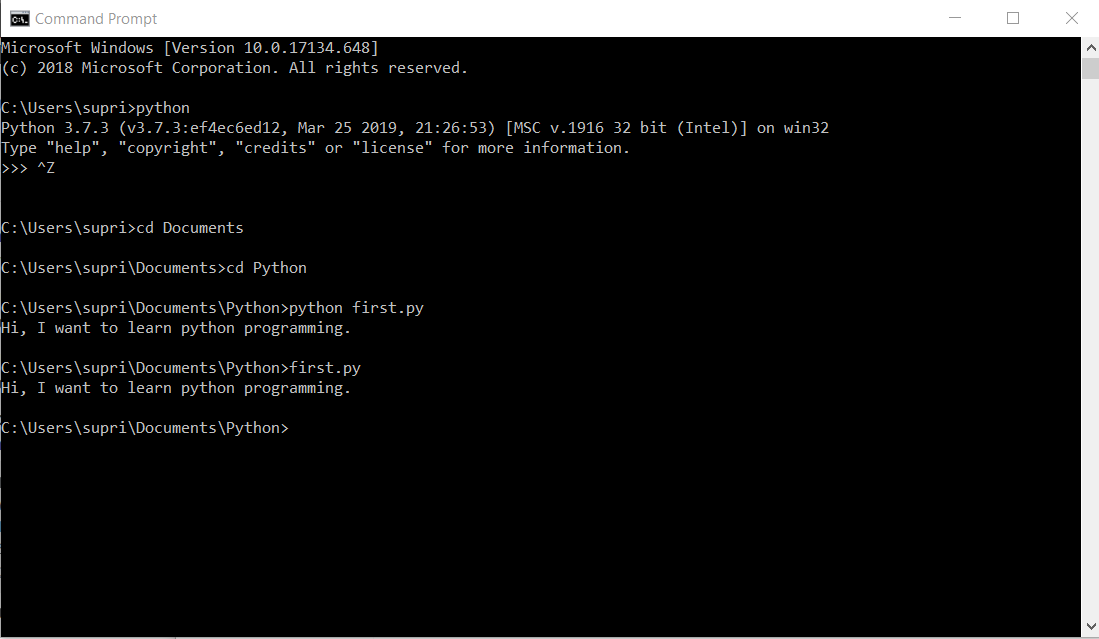 Command Prompt
Microsoft Windows [Version 10.0.17134.648]
(c) 2018 Microsoft Corporation. All rights reserved.
C:\Users\supri>python
Python 3.7.3 (v3.7.3:ef4ec6ed12, Mar 25 2019, 21:26:53) [MSC v.1916 32 bit (Intel)] on win32
Type "help", "copyright", "credits" or "license" for more information.
>>> ^Z
C:\Users\supri>cd Documents
C:\Users\supri\Documents>cd Python
C:\Users\supri\Documents\Python>python first.py
Hi, I want to learn python programming.
C:\Users\supri\Documents\Python>first.py
Hi, I want to learn python programming.
C:\Users\supri\Documents\Python>